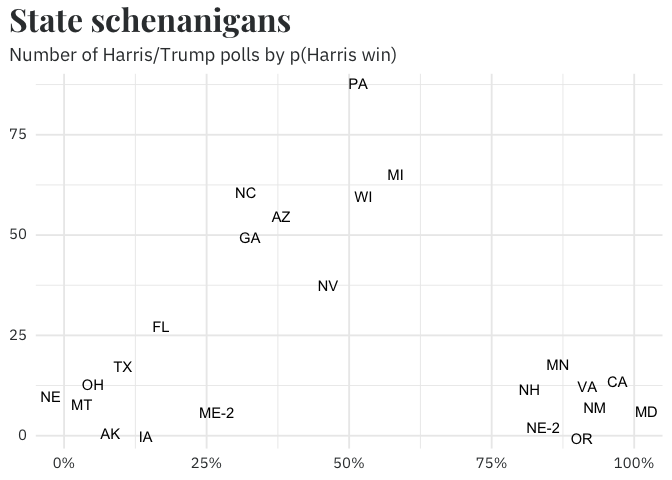 State schenanigans
Number of Harris/Trump polls by p(Harris win)
PA
75
MI
NC
WI
AZ
50
GA
NV
FL
25
TX
MN
OH
NH
VA
CA
NE
MT
ME-2
NM
MD
NE-2
0
AK
IA
OR
0%
25%
50%
75%
100%